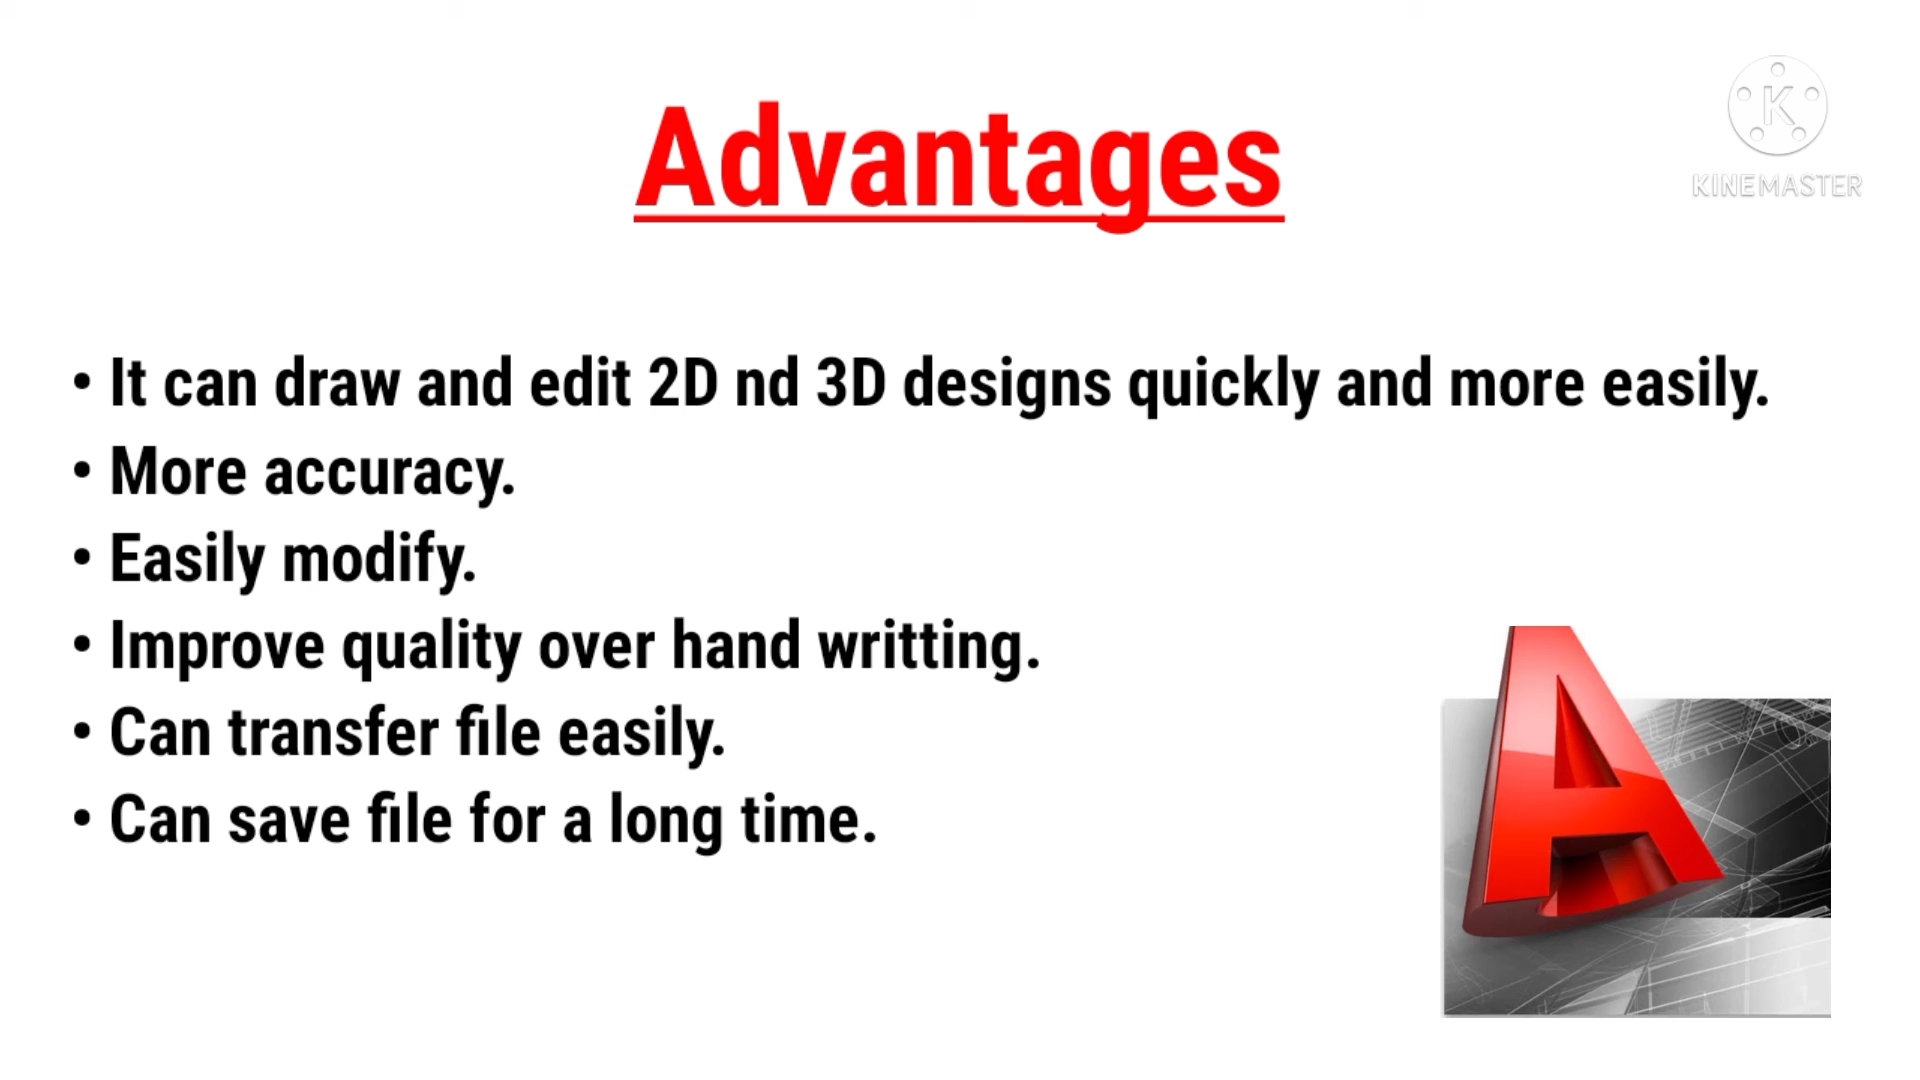 Advantages
K
KINEMASTER
• It can draw and edit 2D nd 3D designs quickly and more easily.
• More accuracy.
• Easily modify.
• Improve quality over hand writting.
• Can transfer file easily.
• Can save file for a long time.
A